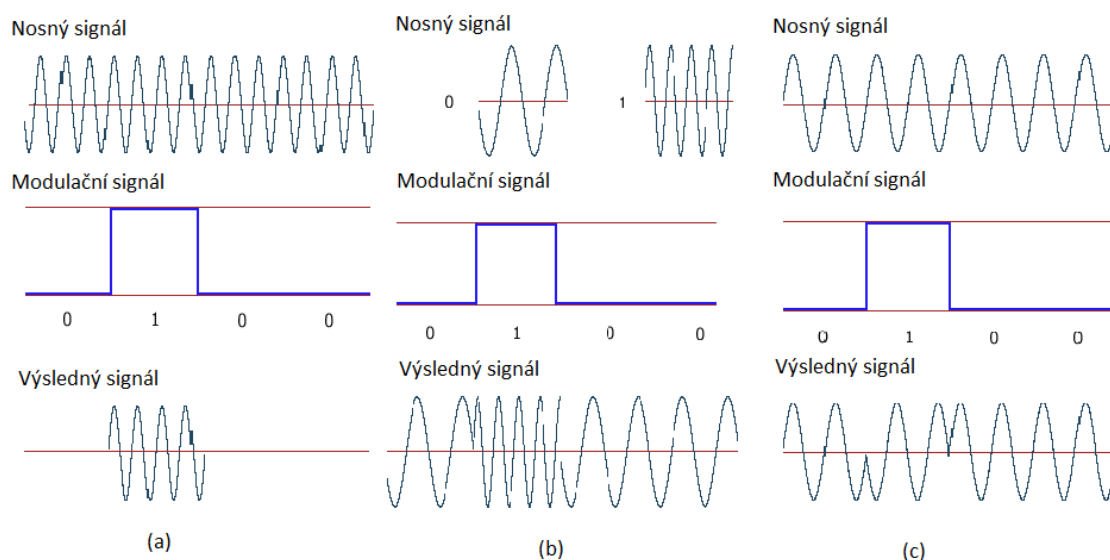 Nosný signál
Modulační signál
0 1 0 0
Výsledný signál
(a)
Nosný signál
0 1
Modulační signál
0 1 0 0
Výsledný signál
(b)
Nosný signál
Modulační signál
0 1 0 0
Výsledný signál
(c)